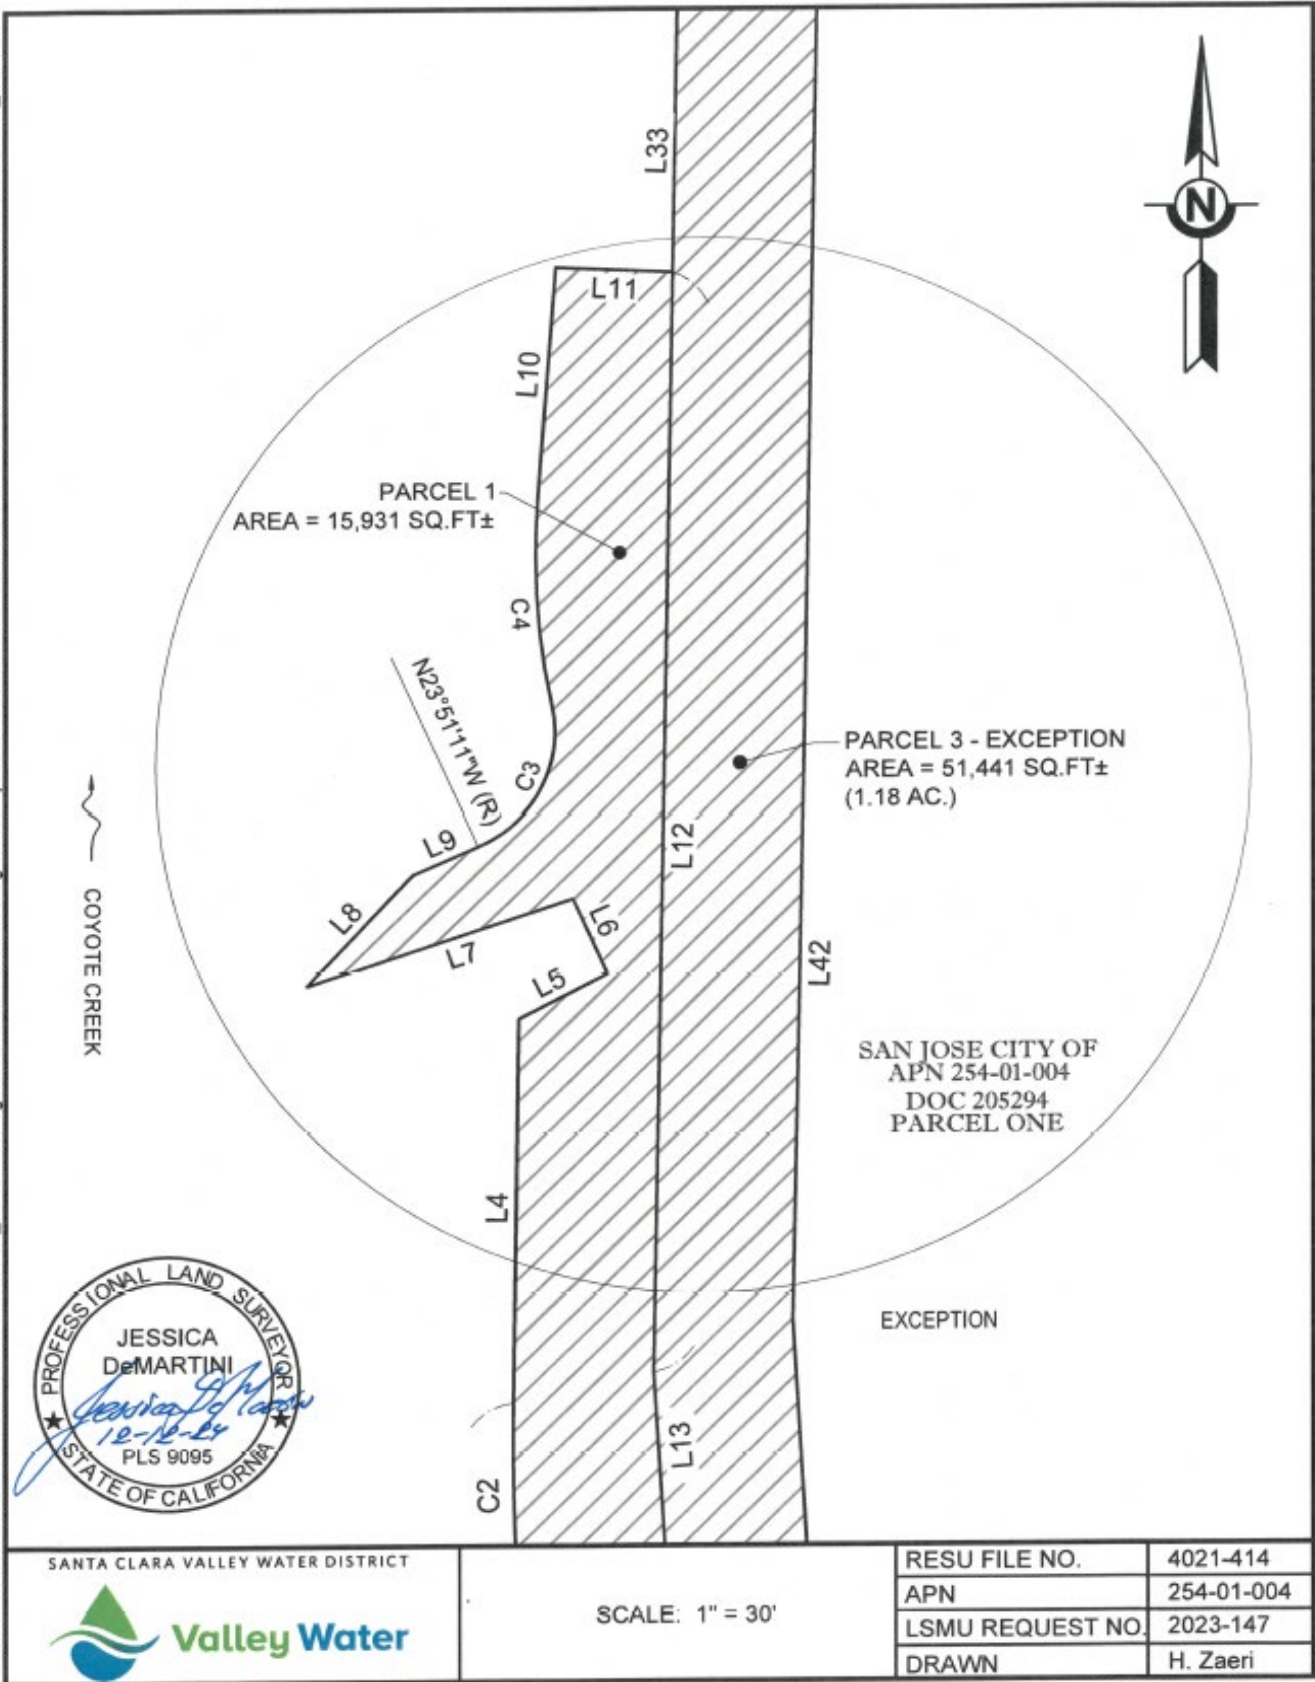 L33
N
L11
L10
PARCEL 1
AREA = 15,931 SQ.FT±
C4
N23°51'11"W (R)
C3
PARCEL 3 - EXCEPTION
AREA = 51,441 SQ.FT±
(1.18 AC.)
L12
L9
L8
L7
L6
L5
L42
COYOTE CREEK
SAN JOSE CITY OF
APN 254-01-004
DOC 205294
PARCEL ONE
L4
EXCEPTION
PROFESSIONAL LAND SURVEYOR
JESSICA
DeMARTINI
12-12-24
PLS 9095
STATE OF CALIFORNIA
L13
C2
SANTA CLARA VALLEY WATER DISTRICT
Valley Water
SCALE: 1" = 30'
RESU FILE NO. 4021-414
APN 254-01-004
LSMU REQUEST NO. 2023-147
DRAWN H. Zaeri